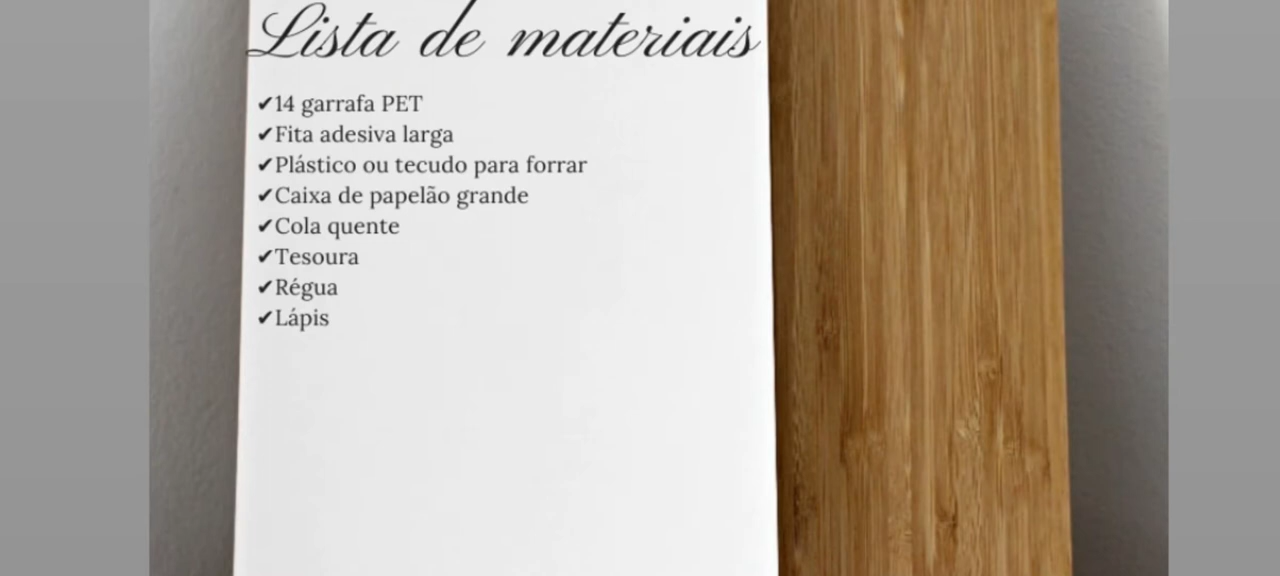 Lista de materiais
✔14 garrafa PET
✔Fita adesiva larga
✔Plástico ou tecudo para forrar
✔Caixa de papelão grande
✔Cola quente
✔Tesoura
✔Régua
✔Lápis